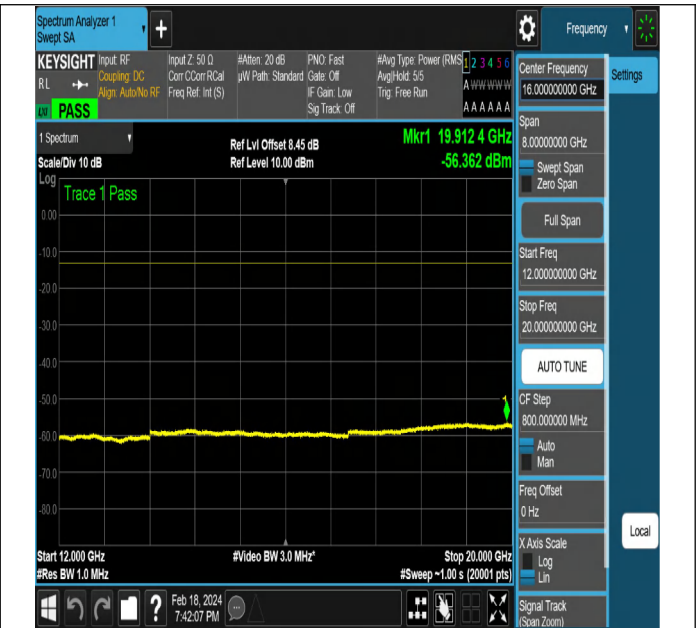 Spectrum Analyzer 1
Swept SA
+
Frequency
KEYSIGHT
RL
LXI
PASS
Input: RF
Coupling: DC
Align: Auto/No RF
Input Z: 50 Ω
Corr CCorr RCal
Freq Ref: Int (S)
#Atten: 20 dB
µW Path: Standard
PNO: Fast
Gate: Off
IF Gain: Low
Sig Track: Off
#Avg Type: Power (RMS
Avg|Hold: 5/5
Trig: Free Run
1 2 3 4 5 6
A W W W W W
A A A A A A
Center Frequency
16.000000000 GHz
Settings
Span
8.00000000 GHz
Swept Span
Zero Span
Full Span
Start Freq
12.000000000 GHz
Stop Freq
20.000000000 GHz
AUTO TUNE
CF Step
800.000000 MHz
Auto
Man
Freq Offset
0 Hz
X Axis Scale
Log
Lin
Signal Track
(Span Zoom)
Local
1 Spectrum
Scale/Div 10 dB
Log
Ref Lvl Offset 8.45 dB
Ref Level 10.00 dBm
Mkr1 19.912 4 GHz
-56.362 dBm
Trace 1 Pass
0.00
-10.0
-20.0
-30.0
-40.0
-50.0
-60.0
-70.0
-80.0
1
Start 12.000 GHz
#Res BW 1.0 MHz
#Video BW 3.0 MHz*
Stop 20.000 GHz
#Sweep ~1.00 s (20001 pts)
?
Feb 18, 2024
7:42:07 PM